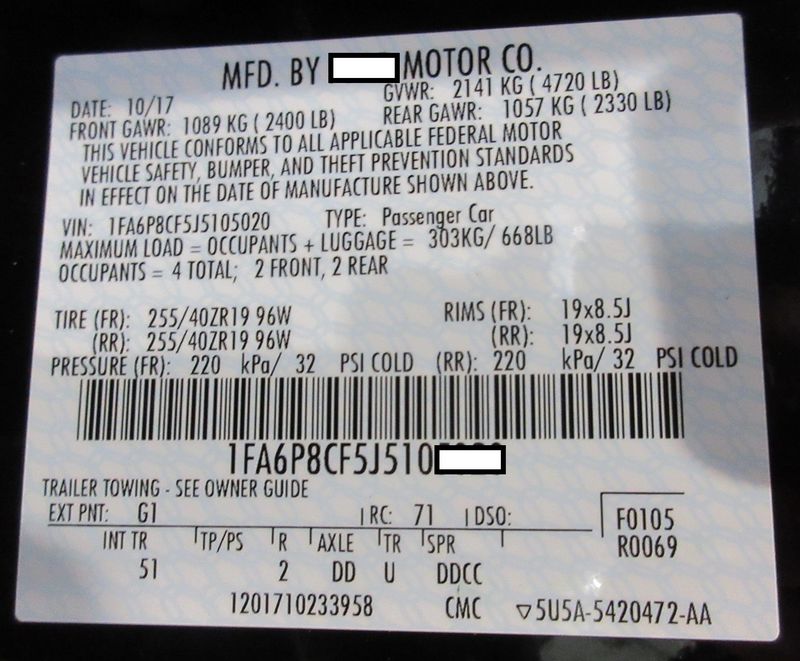 MFD. BY MOTOR CO.
DATE: 10/17 GVWR: 2141 KG ( 4720 LB)
FRONT GAWR: 1089 KG ( 2400 LB) REAR GAWR: 1057 KG ( 2330 LB)
THIS VEHICLE CONFORMS TO ALL APPLICABLE FEDERAL MOTOR
VEHICLE SAFETY, BUMPER, AND THEFT PREVENTION STANDARDS
IN EFFECT ON THE DATE OF MANUFACTURE SHOWN ABOVE.
VIN: 1FA6P8CF5J5105020 TYPE: Passenger Car
MAXIMUM LOAD = OCCUPANTS + LUGGAGE = 303KG/ 668LB
OCCUPANTS = 4 TOTAL; 2 FRONT, 2 REAR
TIRE (FR): 255/40ZR19 96W RIMS (FR): 19x8.5J
(RR): 255/40ZR19 96W (RR): 19x8.5J
PRESSURE (FR): 220 kPa/ 32 PSI COLD (RR): 220 kPa/ 32 PSI COLD
1FA6P8CF5J510
TRAILER TOWING - SEE OWNER GUIDE
EXT PNT: G1 RC: 71 DSO: F0105
INT TR TP/PS R AXLE TR SPR R0069
51 2 DD U DDCC
1201710233958 CMC ▽5U5A-5420472-AA